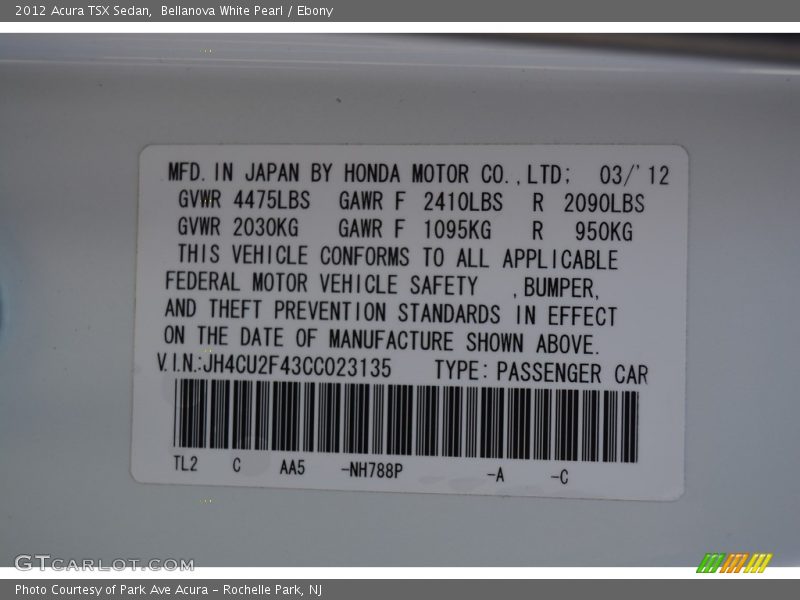 2012 Acura TSX Sedan,  Bellanova White Pearl / Ebony
MFD. IN JAPAN BY HONDA MOTOR CO., LTD; 03/'12
GVWR 4475LBS GAWR F 2410LBS R 2090LBS
GVWR 2030KG GAWR F 1095KG R 950KG
THIS VEHICLE CONFORMS TO ALL APPLICABLE
FEDERAL MOTOR VEHICLE SAFETY , BUMPER,
AND THEFT PREVENTION STANDARDS IN EFFECT
ON THE DATE OF MANUFACTURE SHOWN ABOVE.
V.I.N.:JH4CU2F43CC023135 TYPE: PASSENGER CAR
TL2 C AA5 -NH788P -A -C
GTCARLOT.COM
Photo Courtesy of Park Ave Acura - Rochelle Park, NJ